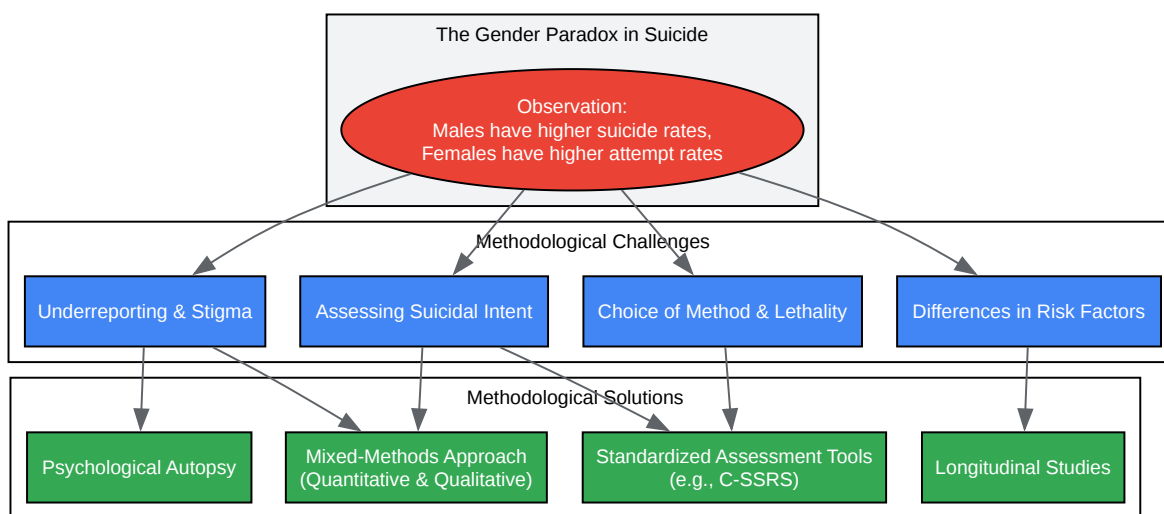 The Gender Paradox in Suicide
Observation:
Males have higher suicide rates,
Females have higher attempt rates
Methodological Challenges
Underreporting & Stigma
Assessing Suicidal Intent
Choice of Method & Lethality
Differences in Risk Factors
Methodological Solutions
Psychological Autopsy
Mixed-Methods Approach
(Quantitative & Qualitative)
Standardized Assessment Tools
(e.g., C-SSRS)
Longitudinal Studies